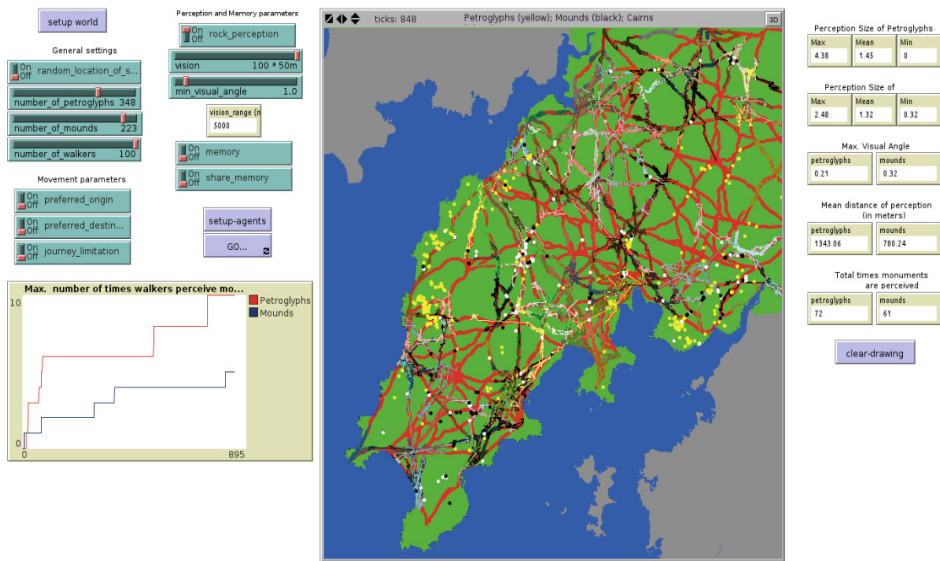 setup world
General settings
On
Off
random_location_of_s...
number_of_petroglyphs 348
number_of_mounds 223
number_of_walkers 100
Movement parameters
On
Off
preferred_origin
On
Off
preferred_destin...
On
Off
journey_limitation
Perception and Memory parameters
On
Off
rock_perception
vision 100 * 50m
min_visual_angle 1.0
vision_range (n
5000
On
Off
memory
On
Off
share_memory
setup-agents
GO...
Max. number of times walkers perceive mo...
10
0
0 895
Petroglyphs
Mounds
ticks: 848
Petroglyphs (yellow); Mounds (black); Cairns
3D
Perception Size of Petroglyphs
Max Mean Min
4.38 1.45 0
Perception Size of
Max Mean Min
2.48 1.32 0.32
Max. Visual Angle
petroglyphs mounds
0.21 0.32
Mean distance of perception
(in meters)
petroglyphs mounds
1343.06 780.24
Total times monuments
are perceived
petroglyphs mounds
72 61
clear-drawing